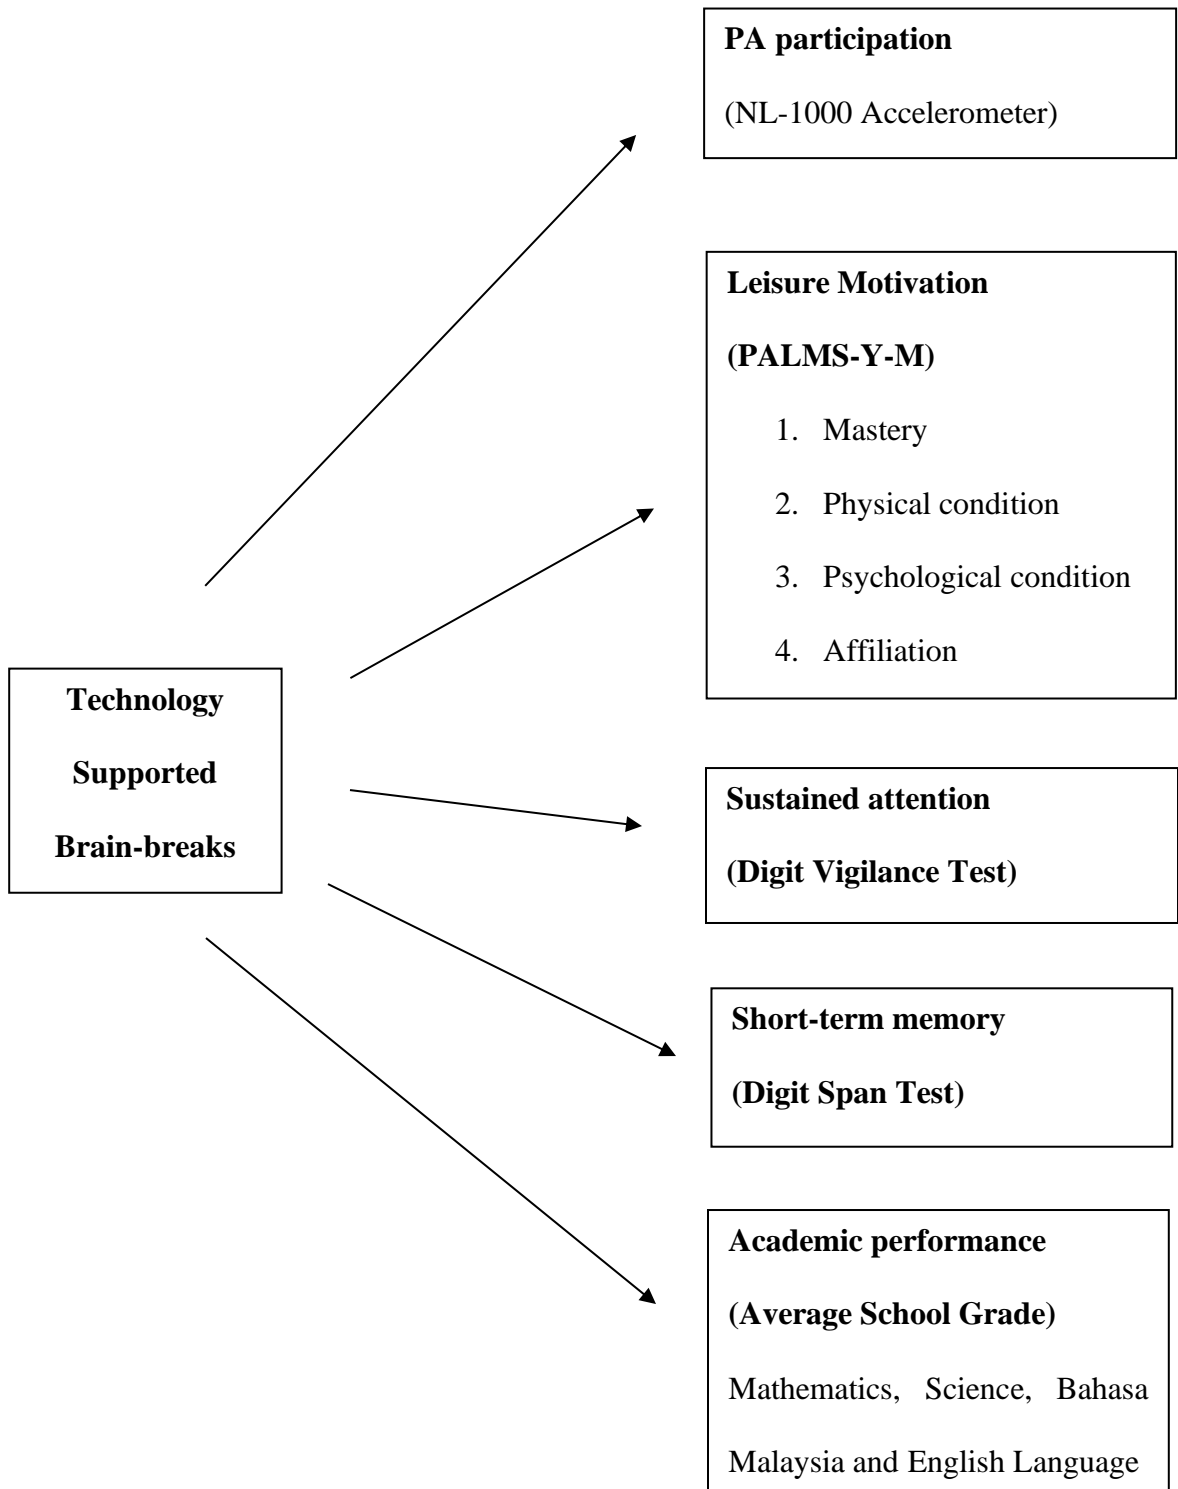 PA participation
(NL-1000 Accelerometer)
Leisure Motivation
(PALMS-Y-M)
1. Mastery
2. Physical condition
3. Psychological condition
4. Affiliation
Technology
Supported
Brain-breaks
Sustained attention
(Digit Vigilance Test)
Short-term memory
(Digit Span Test)
Academic performance
(Average School Grade)
Mathematics, Science, Bahasa
Malaysia and English Language